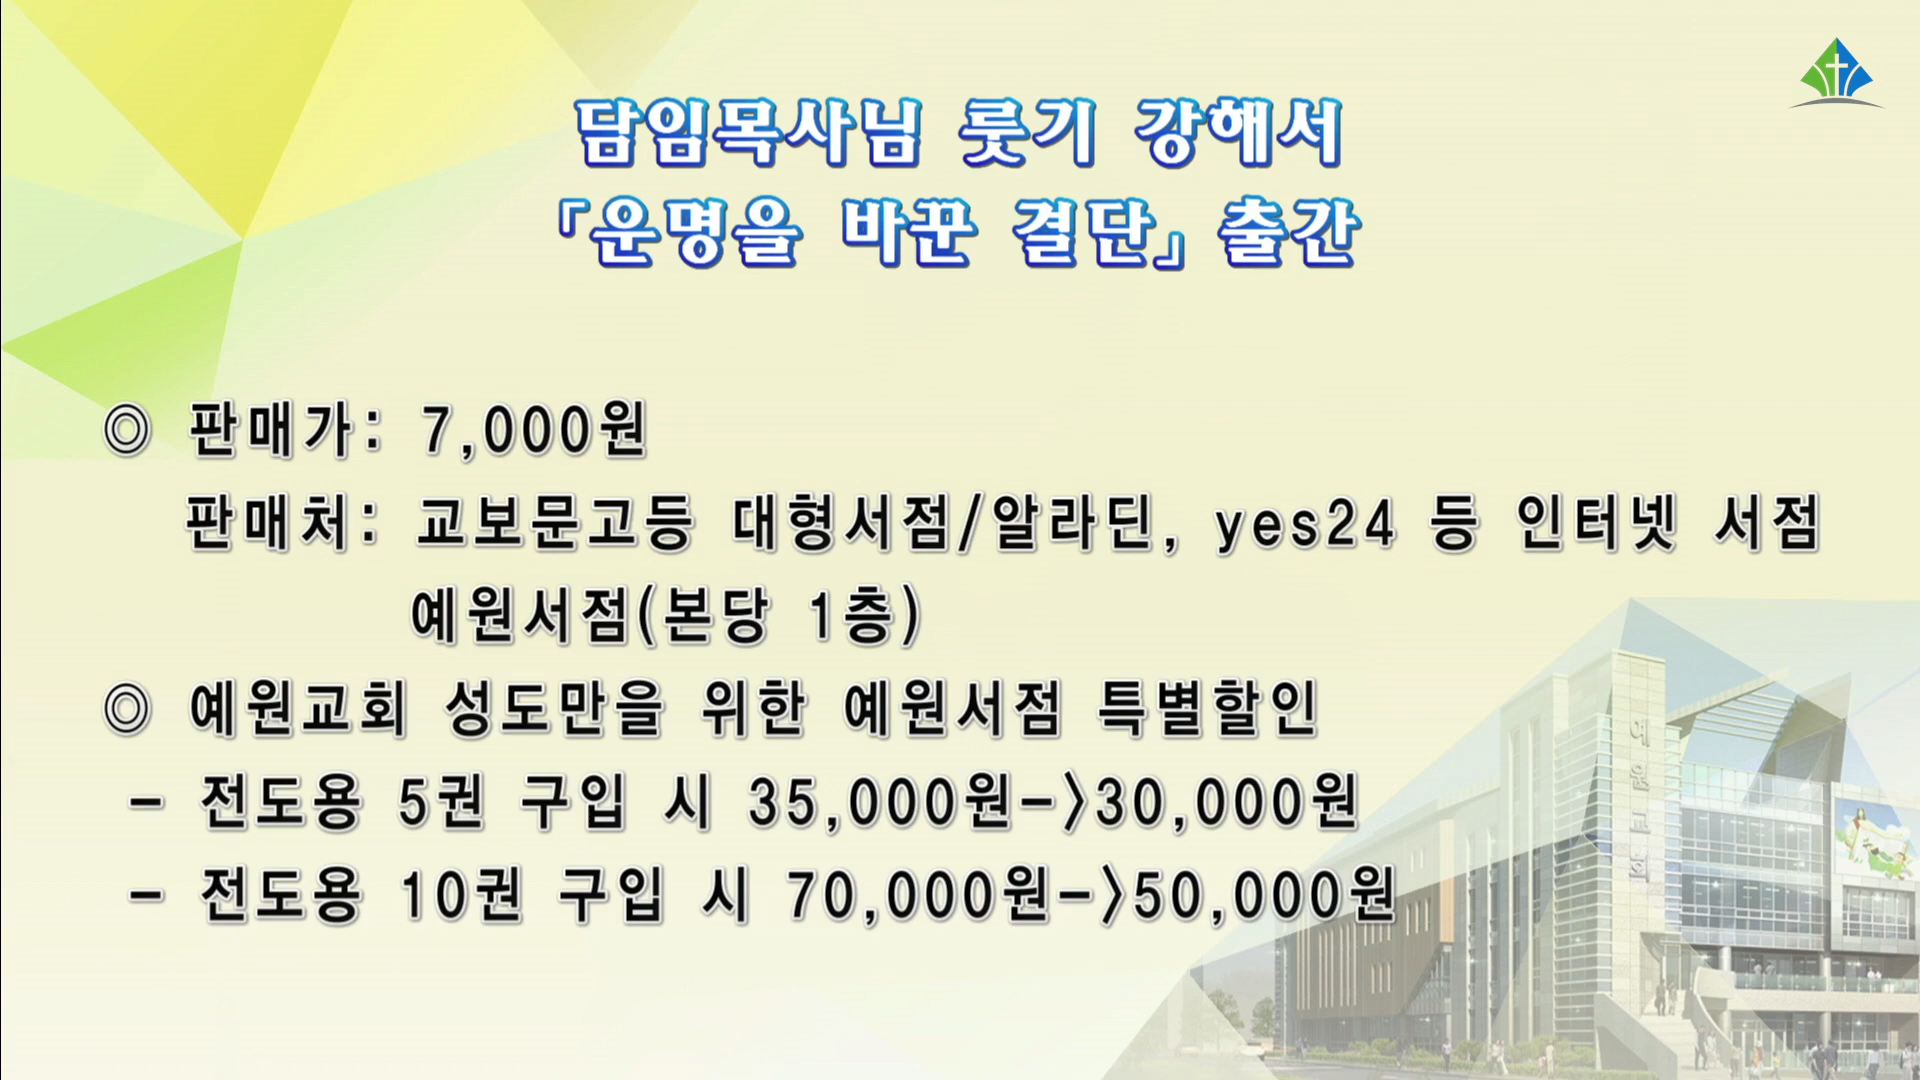 담임목사님 룻기 강해서
「운명을 바꾼 결단」 출간
◎ 판매가: 7,000원
판매처: 교보문고등 대형서점/알라딘, yes24 등 인터넷 서점
예원서점(본당 1층)
◎ 예원교회 성도만을 위한 예원서점 특별할인
- 전도용 5권 구입 시 35,000원->30,000원
- 전도용 10권 구입 시 70,000원->50,000원
예원교회